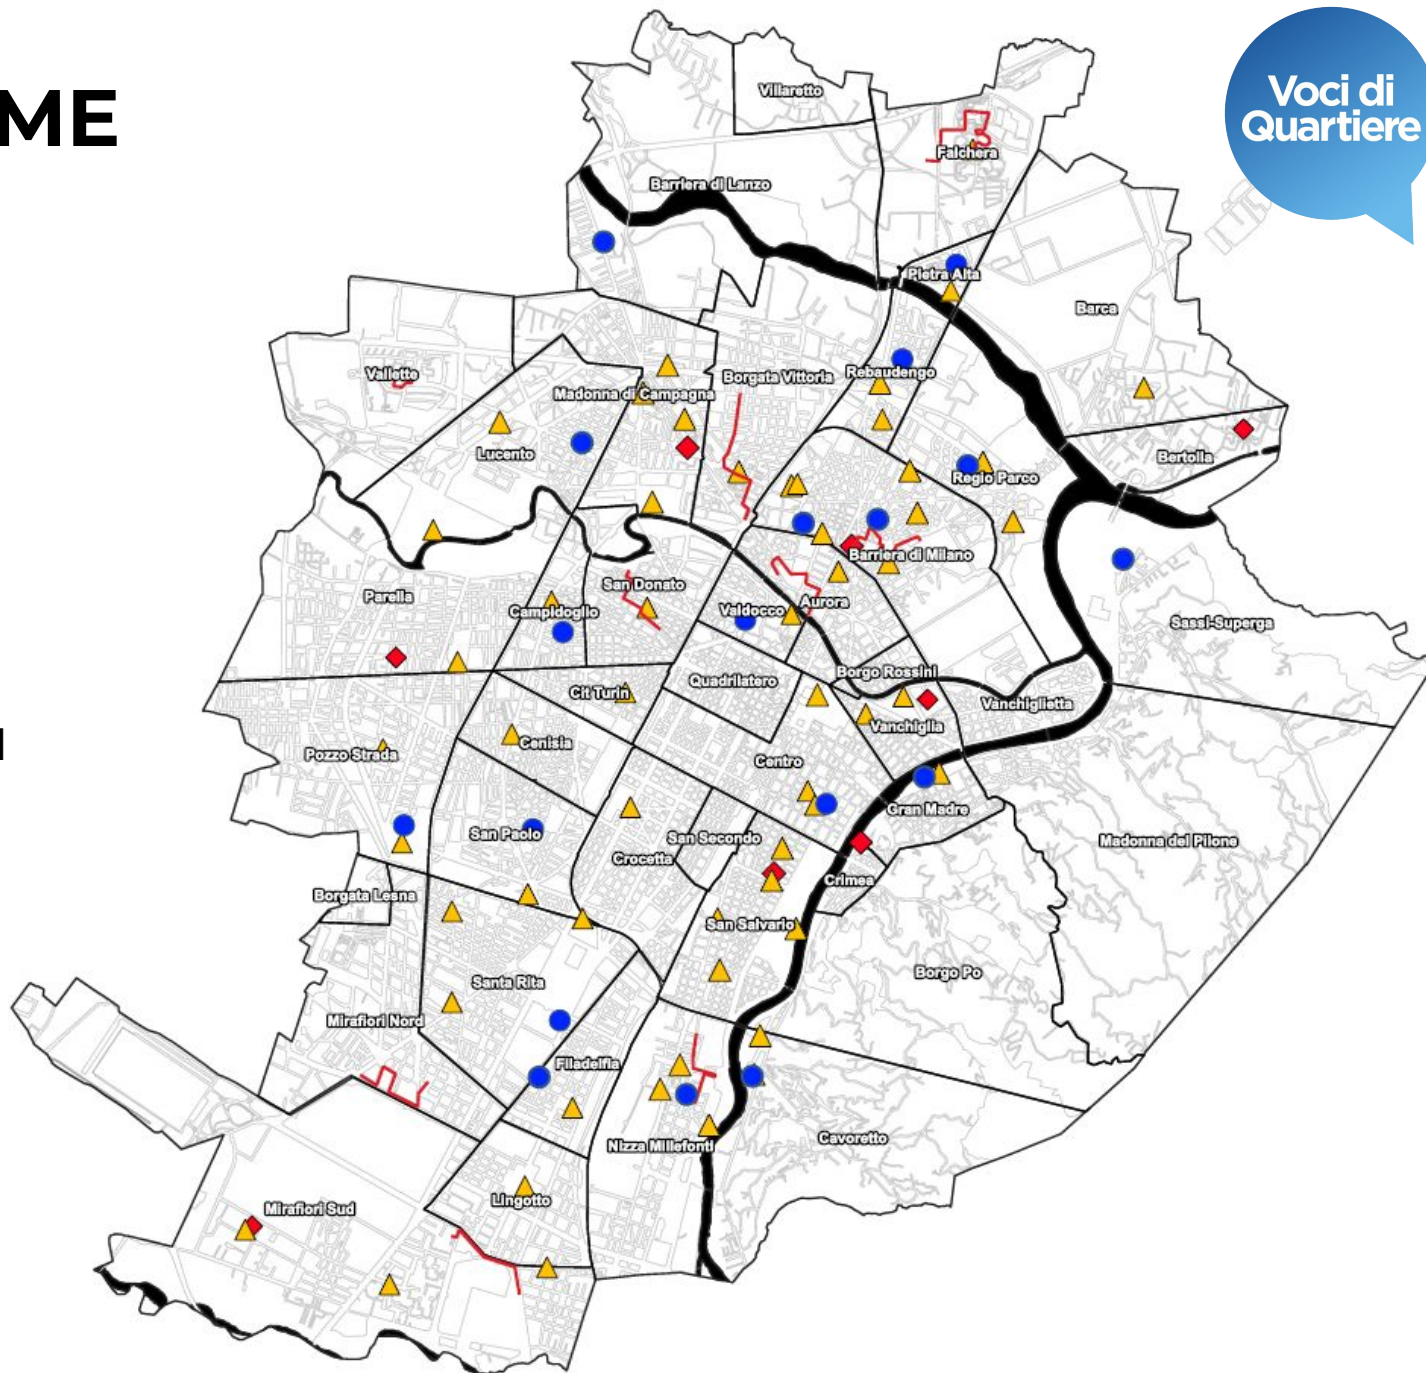 ME
Voci di
Quartiere
Villaretto
Falchera
Barriera di Lanzo
Pietra Alta
Barca
Vallette
Borgata Vittoria
Rebaudengo
Madonna di Campagna
Lucento
Bertolla
Regio Parco
Barriera di Milano
San Donato
Parella
Campidoglio
Valdocco
Aurora
Sassi-Superga
Borgo Rossini
Quadrilatero
Cit Turin
Vanchiglietta
Vanchiglia
Cenisia
Pozzo Strada
Centro
Gran Madre
San Paolo
San Secondo
Madonna del Pilone
Crocetta
Crimea
Borgata Lesna
San Salvario
Borgo Po
Santa Rita
Mirafiori Nord
Filadelfia
Cavoretto
Nizza Millefonti
Lingotto
Mirafiori Sud